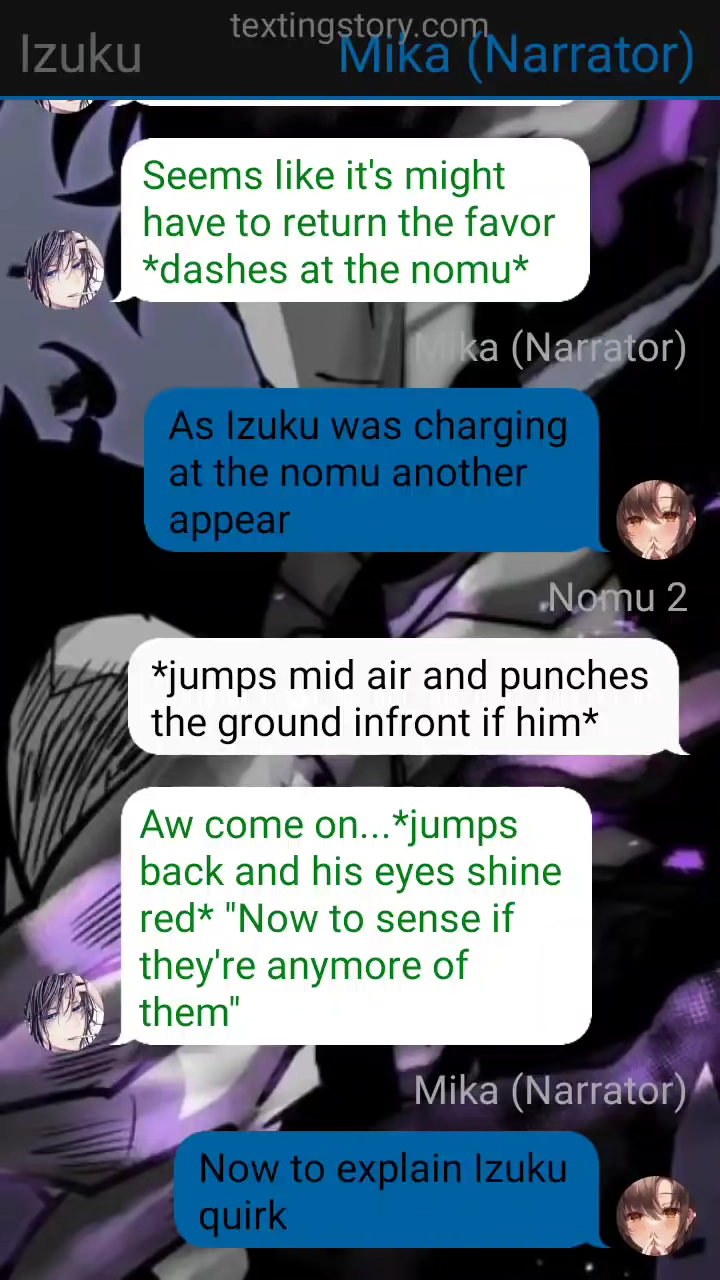 textingstory.com
Izuku
Mika (Narrator)
Seems like it's might
have to return the favor
*dashes at the nomu*
Mika (Narrator)
As Izuku was charging
at the nomu another
appear
Nomu 2
*jumps mid air and punches
the ground infront if him*
Aw come on...*jumps
back and his eyes shine
red* "Now to sense if
they're anymore of
them"
Mika (Narrator)
Now to explain Izuku
quirk